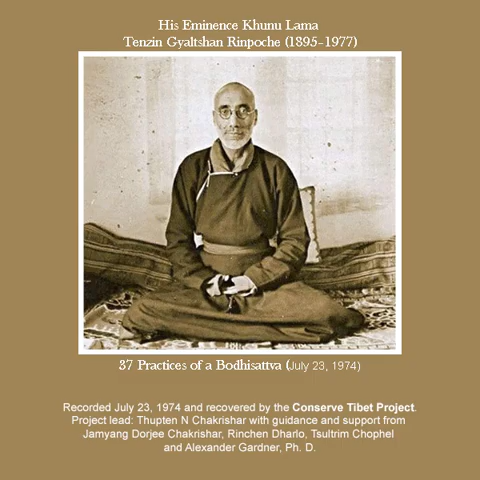 His Eminence Khunu Lama
Tenzin Gyaltshan Rinpoche (1895-1977)
37 Practices of a Bodhisattva (July 23, 1974)
Recorded July 23, 1974 and recovered by the Conserve Tibet Project.
Project lead: Thupten N Chakrishar with guidance and support from
Jamyang Dorjee Chakrishar, Rinchen Dharlo, Tsultrim Chophel
and Alexander Gardner, Ph. D.